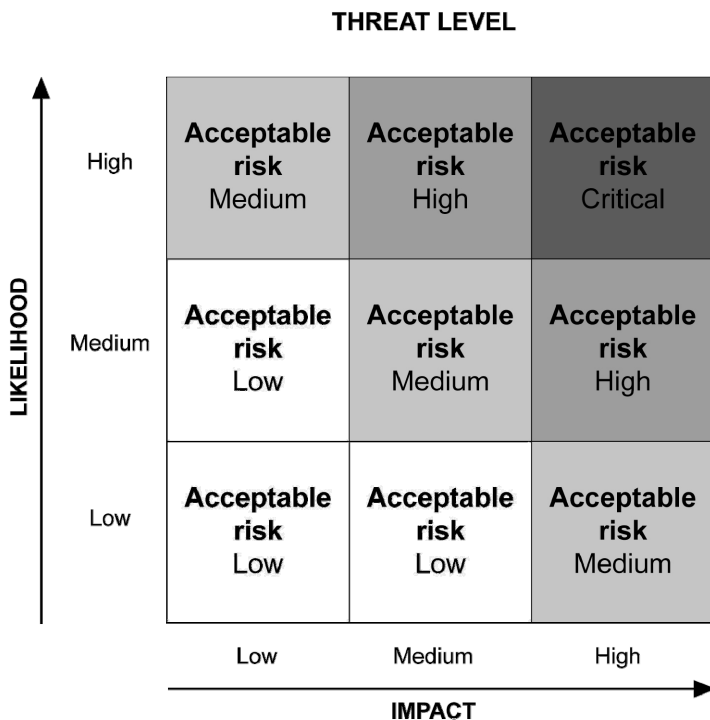 THREAT LEVEL
LIKELIHOOD
High
Acceptable
risk
Medium
Acceptable
risk
High
Acceptable
risk
Critical
Medium
Acceptable
risk
Low
Acceptable
risk
Medium
Acceptable
risk
High
Low
Acceptable
risk
Low
Acceptable
risk
Low
Acceptable
risk
Medium
Low
Medium
High
IMPACT